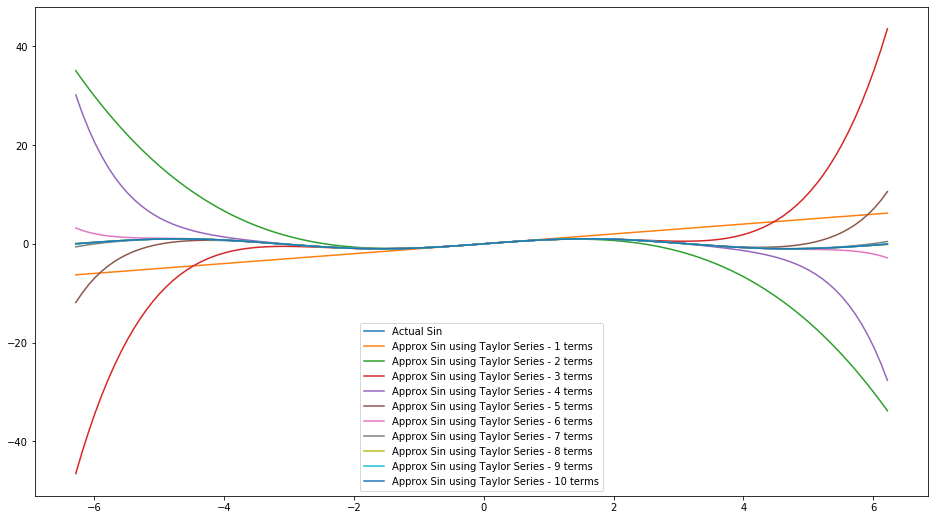 40
20
0
−20
−40
Actual Sin
Approx Sin using Taylor Series - 1 terms
Approx Sin using Taylor Series - 2 terms
Approx Sin using Taylor Series - 3 terms
Approx Sin using Taylor Series - 4 terms
Approx Sin using Taylor Series - 5 terms
Approx Sin using Taylor Series - 6 terms
Approx Sin using Taylor Series - 7 terms
Approx Sin using Taylor Series - 8 terms
Approx Sin using Taylor Series - 9 terms
Approx Sin using Taylor Series - 10 terms
−6 −4 −2 0 2 4 6